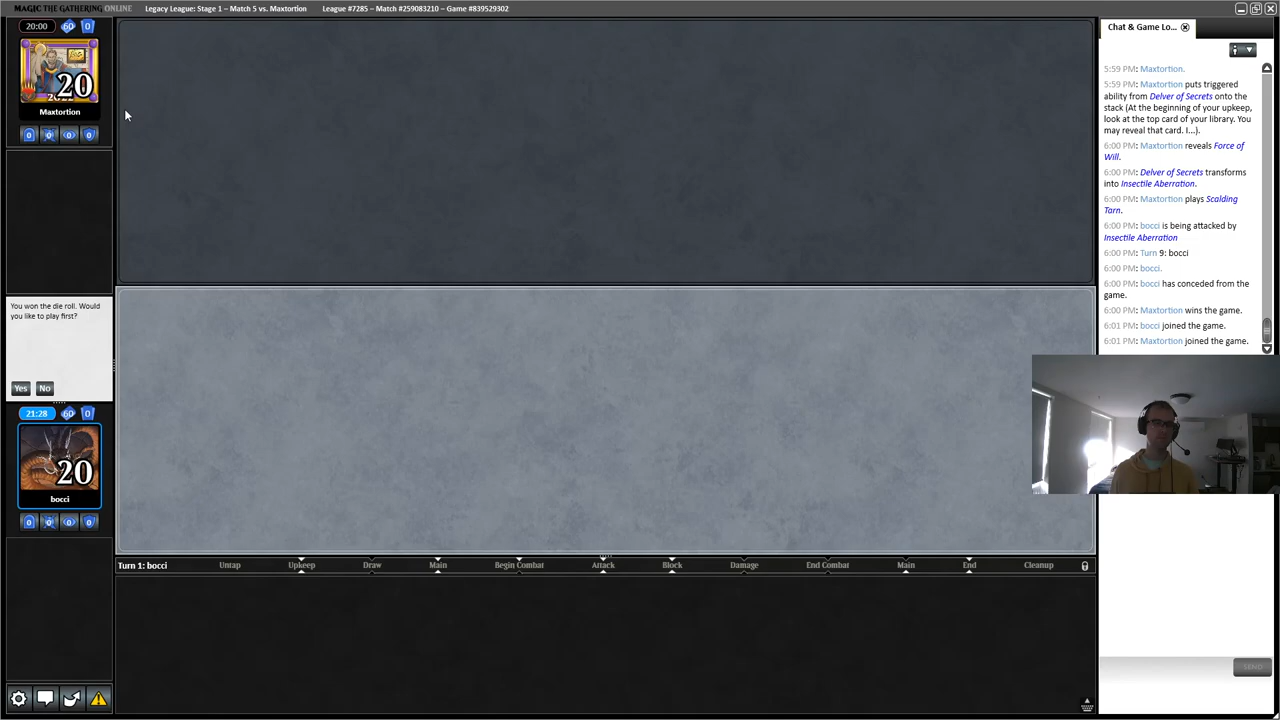 MAGIC THE GATHERING ONLINE
Legacy League: Stage 1 – Match 5 vs. Maxtortion
League #7285 – Match #259083210 – Game #839529302
20:00
60
0
20
Maxtortion
0
0
0
0
You won the die roll. Would
you like to play first?
Yes
No
21:28
60
0
20
bocci
0
0
0
0
Turn 1: bocci
Untap
Upkeep
Draw
Main
Begin Combat
Attack
Block
Damage
End Combat
Main
End
Cleanup
Chat & Game Lo...
5:59 PM: Maxtortion.
5:59 PM: Maxtortion puts triggered
ability from Delver of Secrets onto the
stack (At the beginning of your upkeep,
look at the top card of your library. You
may reveal that card. I...).
6:00 PM: Maxtortion reveals Force of
Will.
6:00 PM: Delver of Secrets transforms
into Insectile Aberration.
6:00 PM: Maxtortion plays Scalding
Tarn.
6:00 PM: bocci is being attacked by
Insectile Aberration
6:00 PM: Turn 9: bocci
6:00 PM: bocci.
6:00 PM: bocci has conceded from the
game.
6:00 PM: Maxtortion wins the game.
6:01 PM: bocci joined the game.
6:01 PM: Maxtortion joined the game.
SEND